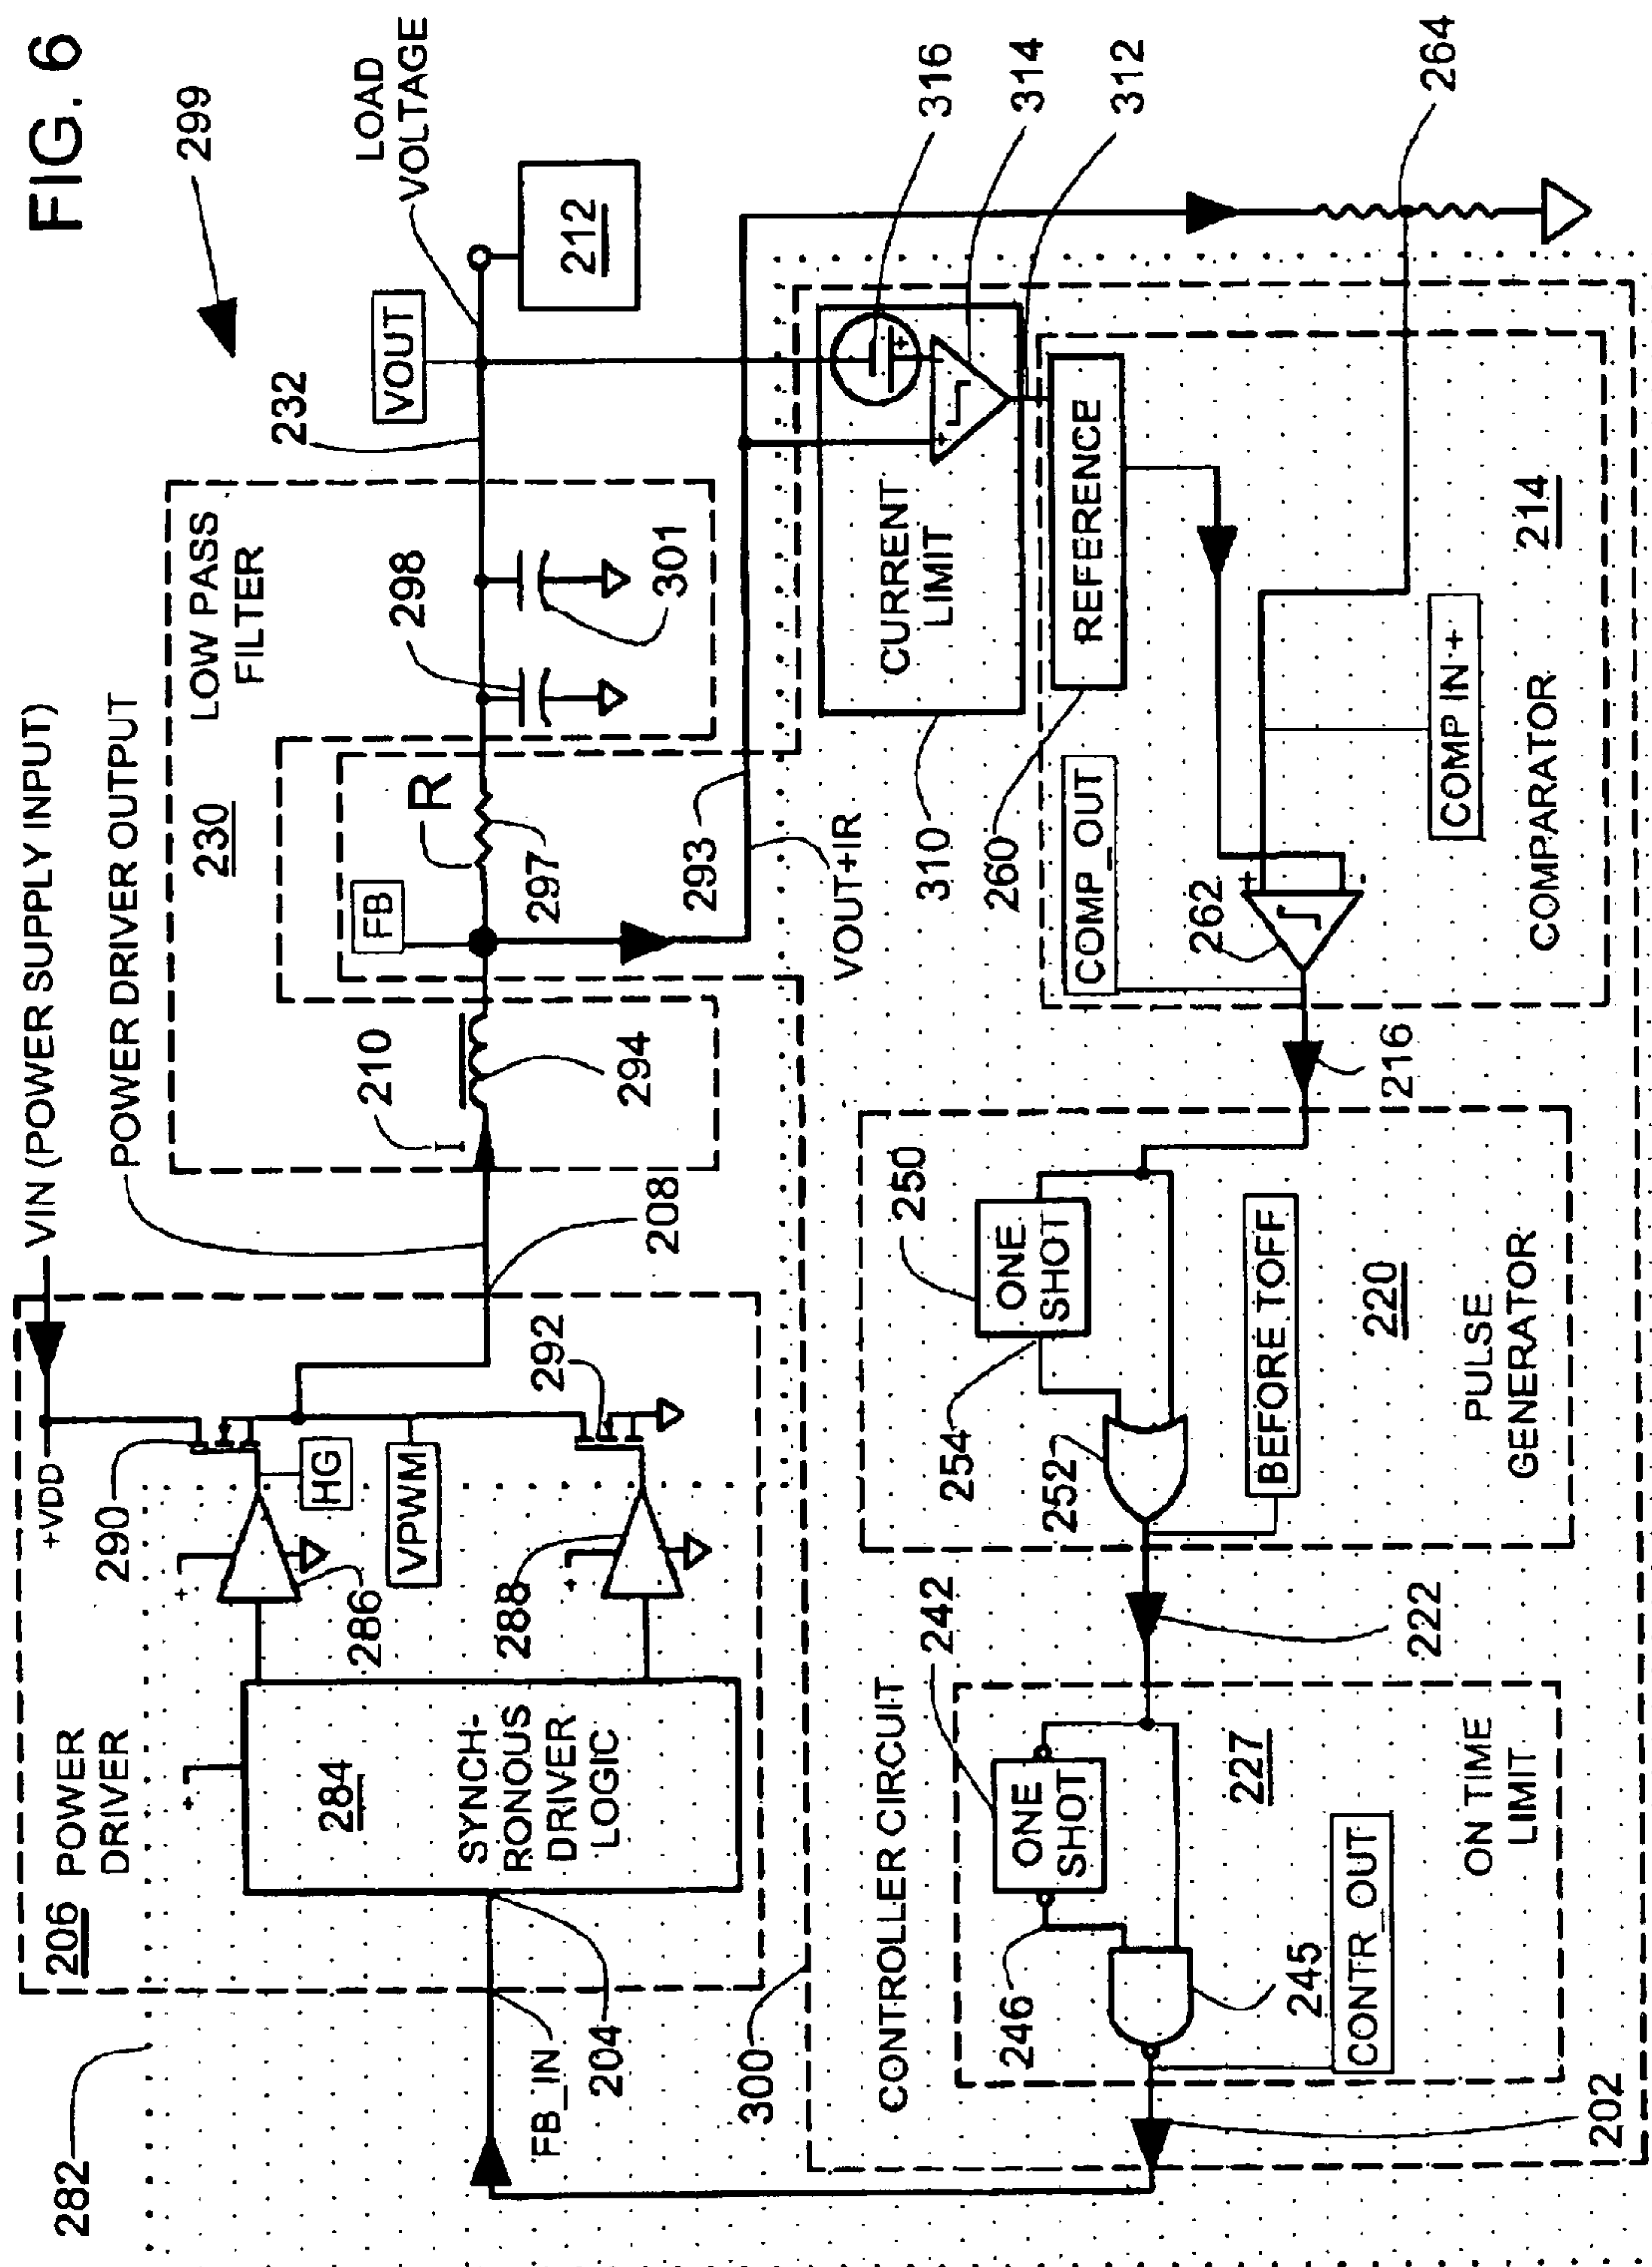 FIG. 6
299
282
206
POWER
DRIVER
+VDD
VIN (POWER SUPPLY INPUT)
POWER DRIVER OUTPUT
230
LOW PASS
FILTER
LOAD
VOLTAGE
290
+
286
HG
VPWM
288
+
292
+
284
SYNCH-
RONOUS
DRIVER
LOGIC
FB_IN
204
208
210
I
294
FB
R
297
298
301
232
VOUT
212
293
VOUT+IR
300
CONTROLLER CIRCUIT
242
ONE
SHOT
246
245
227
ON TIME
LIMIT
CONTR_OUT
202
222
250
ONE
SHOT
254
252
BEFORE TOFF
220
PULSE
GENERATOR
216
310
CURRENT
LIMIT
+
+
316
314
312
260
REFERENCE
COMP_OUT
262
+
-
COMP IN +
COMPARATOR
214
264